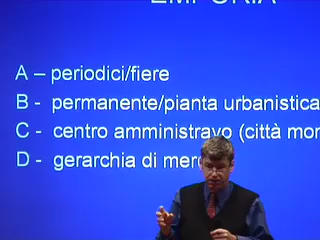 EMPORIA
A – periodici/fiere
B - permanente/pianta urbanistica
C - centro amministravo (città
D - gerarchia di